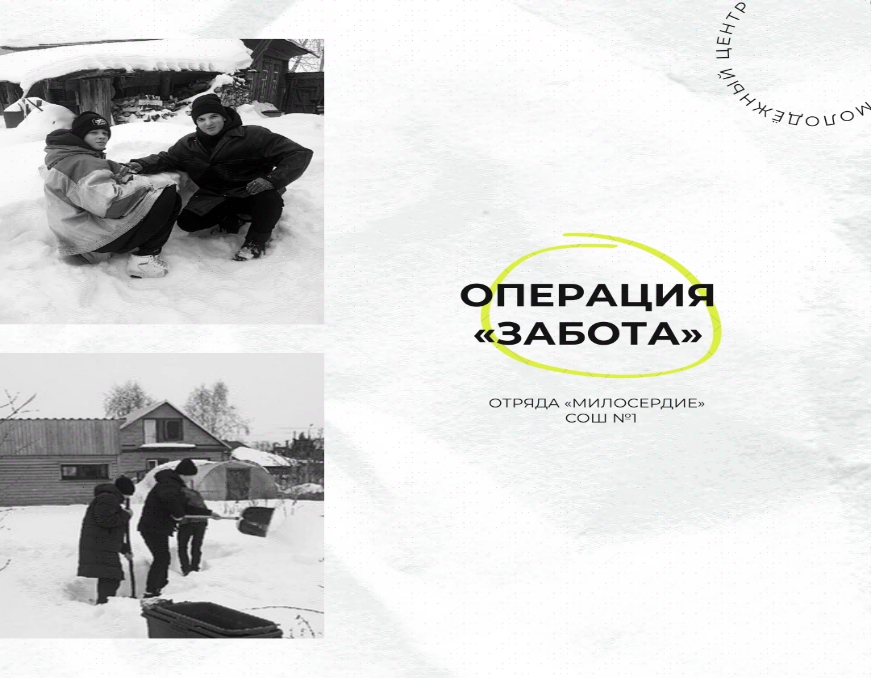 МОЛОДЁЖНЫЙ ЦЕНТР
ОПЕРАЦИЯ
«ЗАБОТА»
ОТРЯДА «МИЛОСЕРДИЕ»
СОШ №1